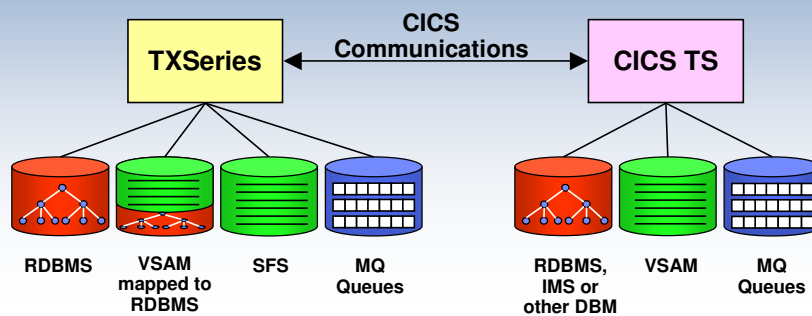 CICS
Communications
TXSeries
CICS TS
RDBMS
VSAM
mapped to
RDBMS
SFS
MQ
Queues
RDBMS,
IMS or
other DBM
VSAM
MQ
Queues